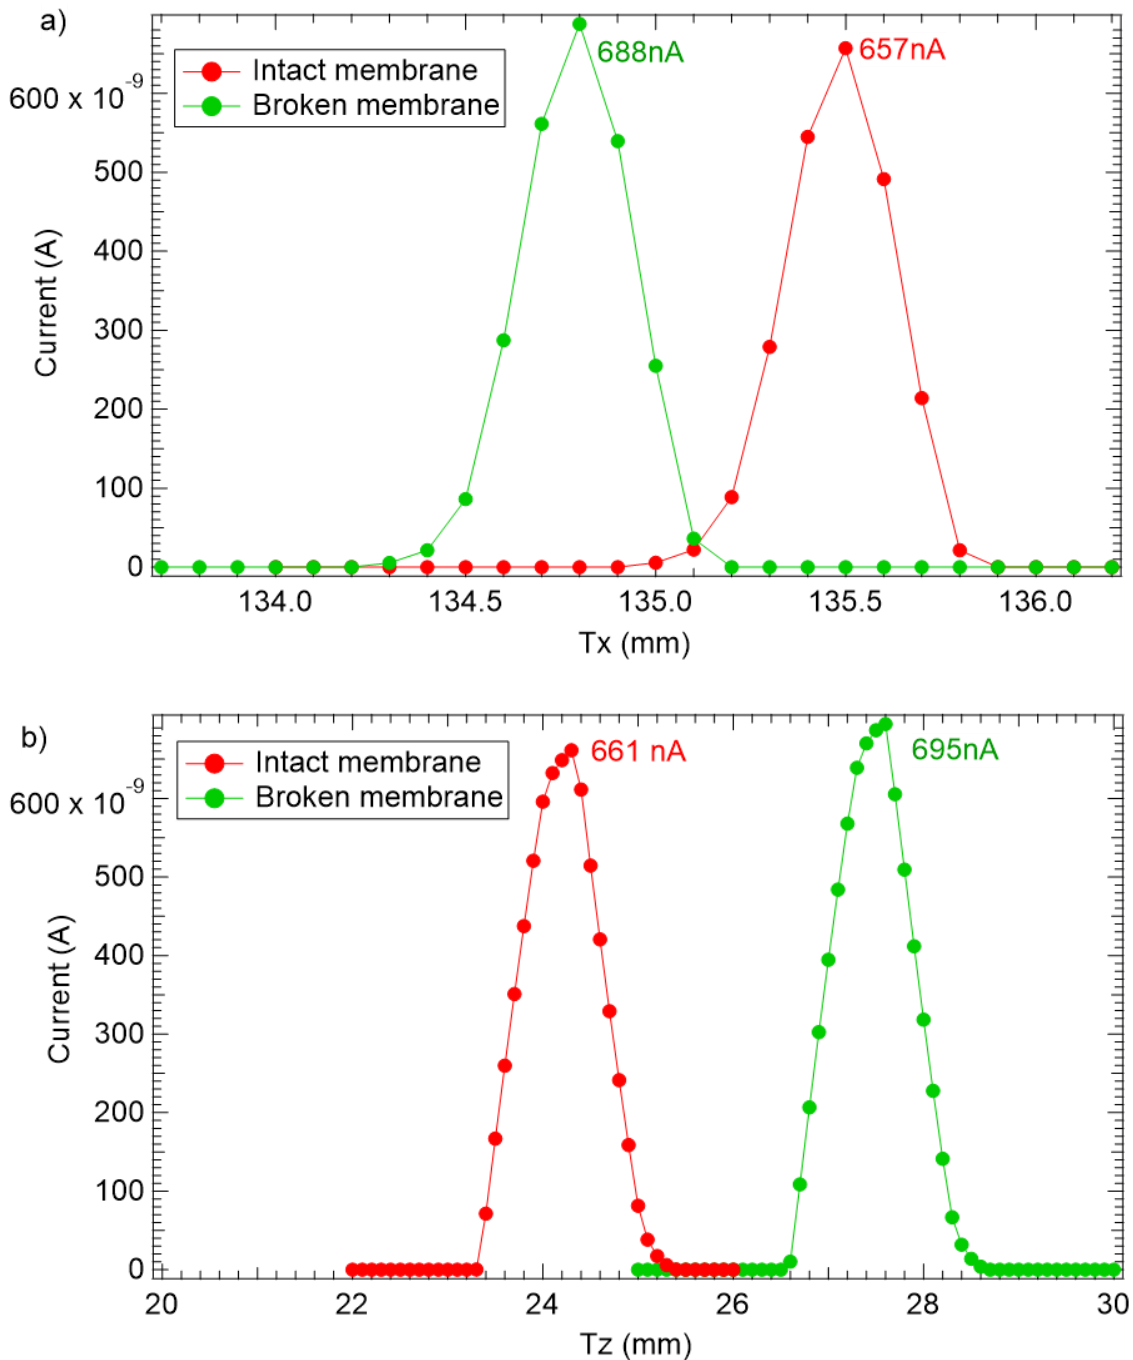 a)
688nA
657nA
Intact membrane
Broken membrane
600 x 10⁻⁹
500
400
300
200
100
0
Current (A)
134.0 134.5 135.0 135.5 136.0
Tx (mm)
b)
661 nA
695nA
Intact membrane
Broken membrane
600 x 10⁻⁹
500
400
300
200
100
0
Current (A)
20 22 24 26 28 30
Tz (mm)